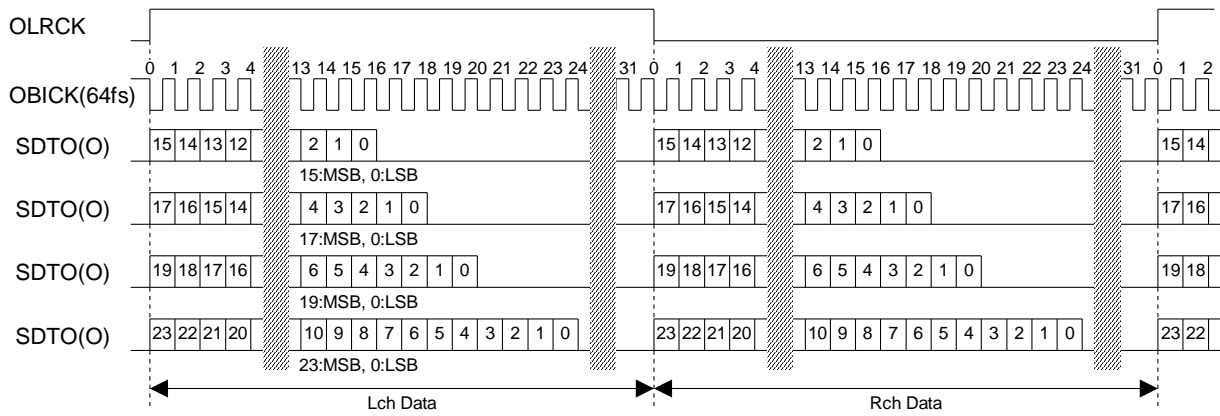 OLRCK
0 1 2 3 4 13 14 15 16 17 18 19 20 21 22 23 24 31 0 1 2 3 4 13 14 15 16 17 18 19 20 21 22 23 24 31 0 1 2
OBICK(64fs)
SDTO(O) 15 14 13 12 2 1 0 15 14 13 12 2 1 0 15 14
15:MSB, 0:LSB
SDTO(O) 17 16 15 14 4 3 2 1 0 17 16 15 14 4 3 2 1 0 17 16
17:MSB, 0:LSB
SDTO(O) 19 18 17 16 6 5 4 3 2 1 0 19 18 17 16 6 5 4 3 2 1 0 19 18
19:MSB, 0:LSB
SDTO(O) 23 22 21 20 10 9 8 7 6 5 4 3 2 1 0 23 22 21 20 10 9 8 7 6 5 4 3 2 1 0 23 22
23:MSB, 0:LSB
Lch Data Rch Data